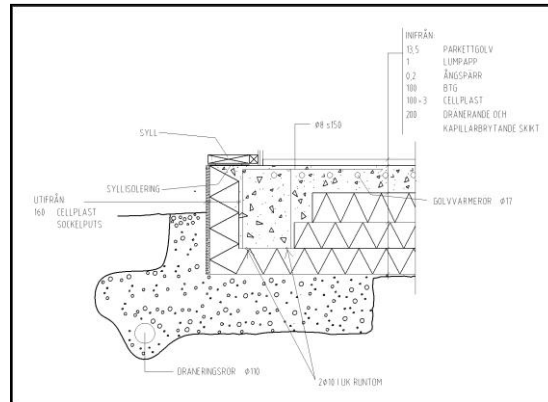 INIFRÅN
13,5 PARKETTGOLV
1 LUMPAPP
0,2 ÅNGSPÄRR
100 BTG
100×3 CELLPLAST
200 DRÄNERANDE OCH
KAPILLARBRYTANDE SKIKT
Ø8 s150
SYLL
SYLLISOLERING
UTIFRÅN
160 CELLPLAST
SOCKELPUTS
GOLVVÄRMERÖR Ø17
DRÄNERINGSRÖR Ø110
2Ø10 I UK RUNTOM